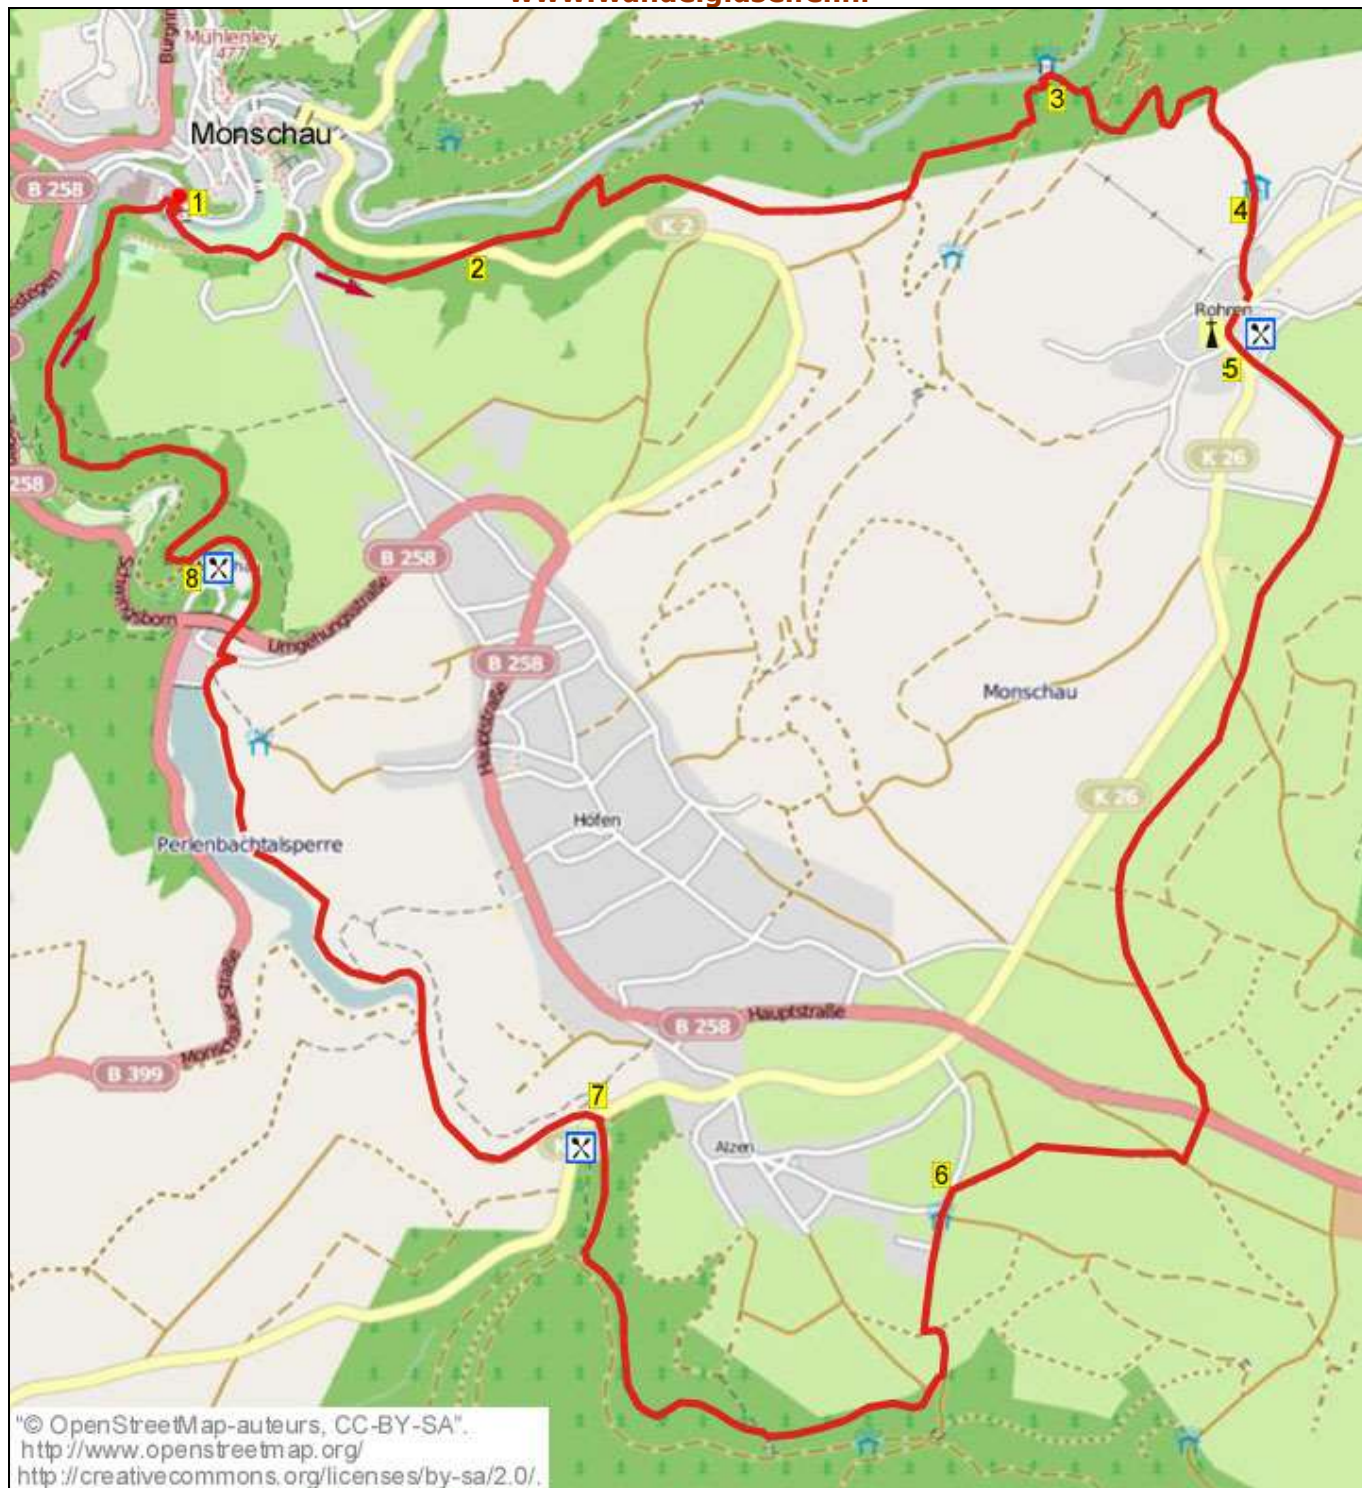 Mühlenley
477
Monschau
B 258
1
2
K 2
3
4
Rohren
5
K 26
258
B 258
8
Umgehungsstraße
B 258
Hauptstraße
Monschau
K 26
Höfen
Perlenbachtalsperre
Monschauer Straße
B 399
B 258
Hauptstraße
7
Alzen
6
"© OpenStreetMap-auteurs, CC-BY-SA".
http://www.openstreetmap.org/
http://creativecommons.org/licenses/by-sa/2.0/.